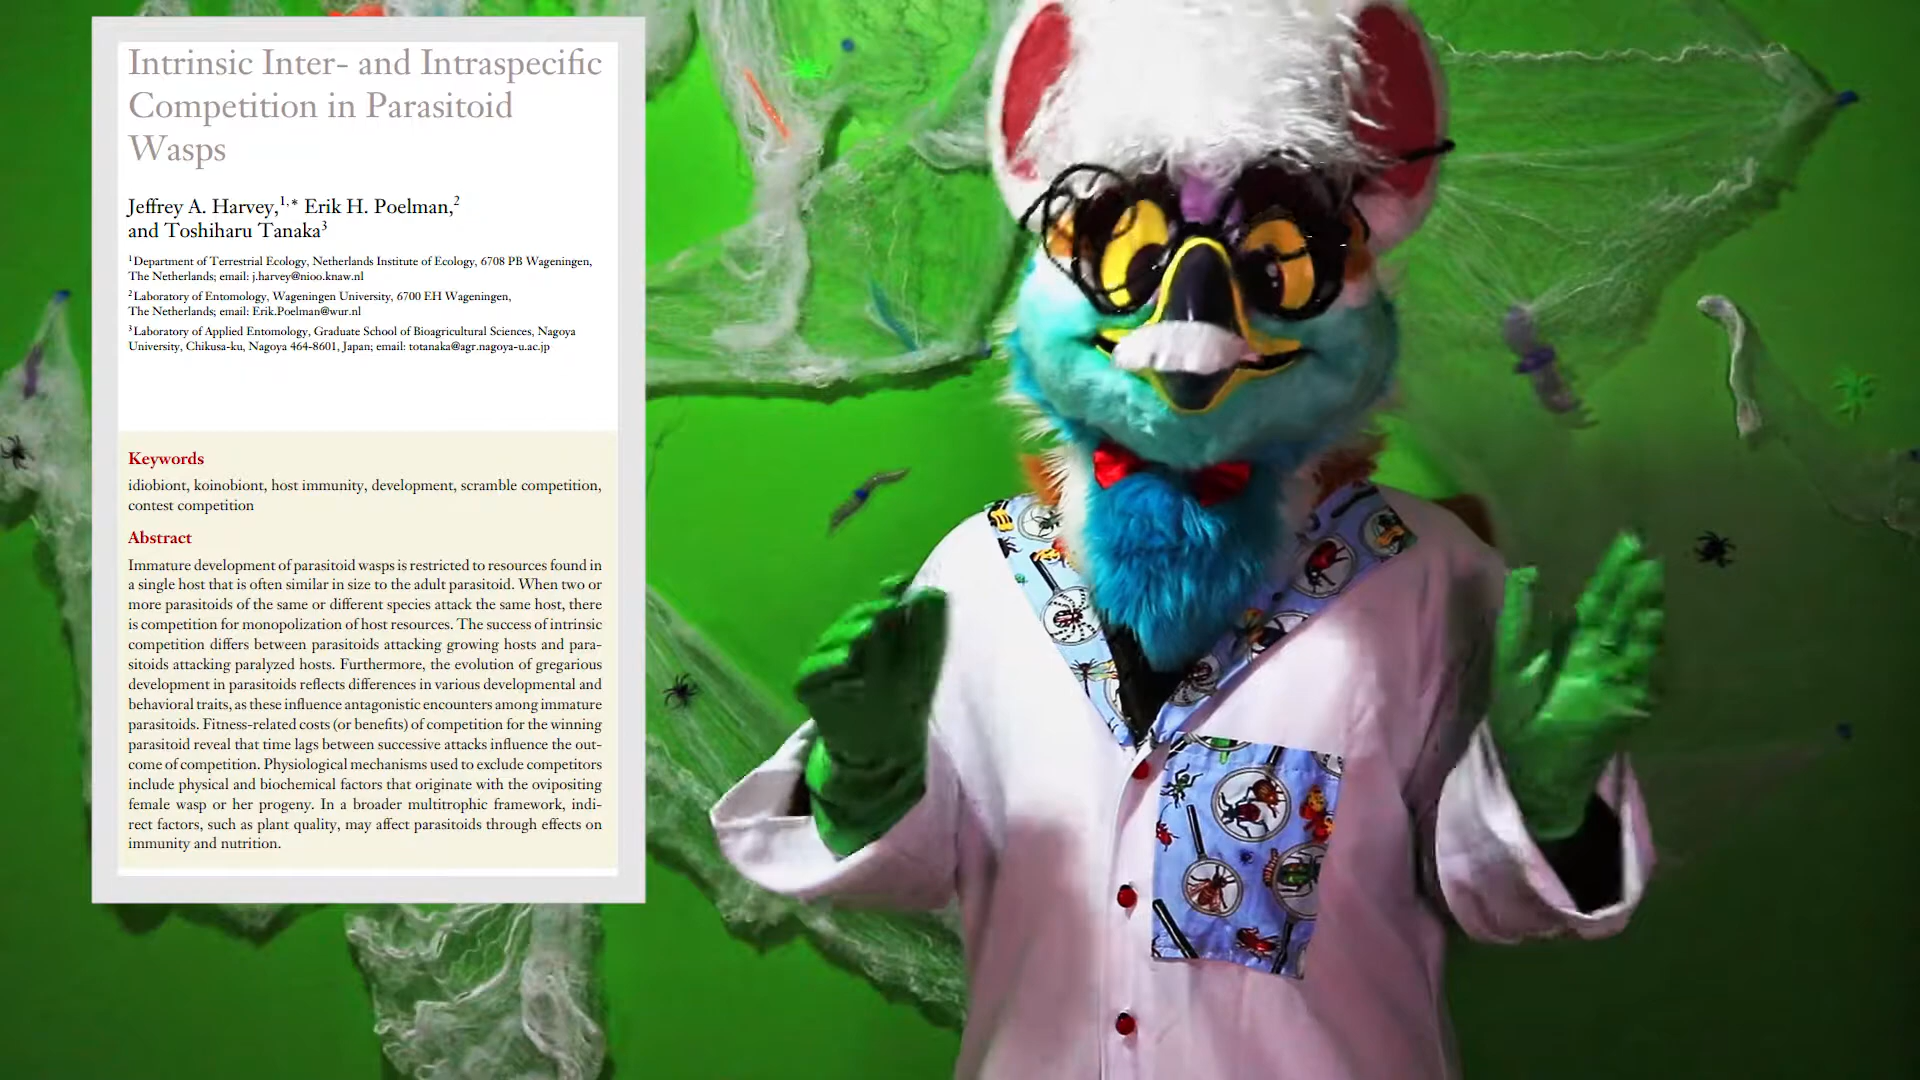 Intrinsic Inter- and Intraspecific
Competition in Parasitoid
Wasps
Jeffrey A. Harvey,1,* Erik H. Poelman,2
and Toshiharu Tanaka3
1Department of Terrestrial Ecology, Netherlands Institute of Ecology, 6708 PB Wageningen,
The Netherlands; email: j.harvey@nioo.knaw.nl
2Laboratory of Entomology, Wageningen University, 6700 EH Wageningen,
The Netherlands; email: Erik.Poelman@wur.nl
3Laboratory of Applied Entomology, Graduate School of Bioagricultural Sciences, Nagoya
University, Chikusa-ku, Nagoya 464-8601, Japan; email: totanaka@agr.nagoya-u.ac.jp
Keywords
idiobiont, koinobiont, host immunity, development, scramble competition,
contest competition
Abstract
Immature development of parasitoid wasps is restricted to resources found in
a single host that is often similar in size to the adult parasitoid. When two or
more parasitoids of the same or different species attack the same host, there
is competition for monopolization of host resources. The success of intrinsic
competition differs between parasitoids attacking growing hosts and para-
sitoids attacking paralyzed hosts. Furthermore, the evolution of gregarious
development in parasitoids reflects differences in various developmental and
behavioral traits, as these influence antagonistic encounters among immature
parasitoids. Fitness-related costs (or benefits) of competition for the winning
parasitoid reveal that time lags between successive attacks influence the out-
come of competition. Physiological mechanisms used to exclude competitors
include physical and biochemical factors that originate with the ovipositing
female wasp or her progeny. In a broader multitrophic framework, indi-
rect factors, such as plant quality, may affect parasitoids through effects on
immunity and nutrition.